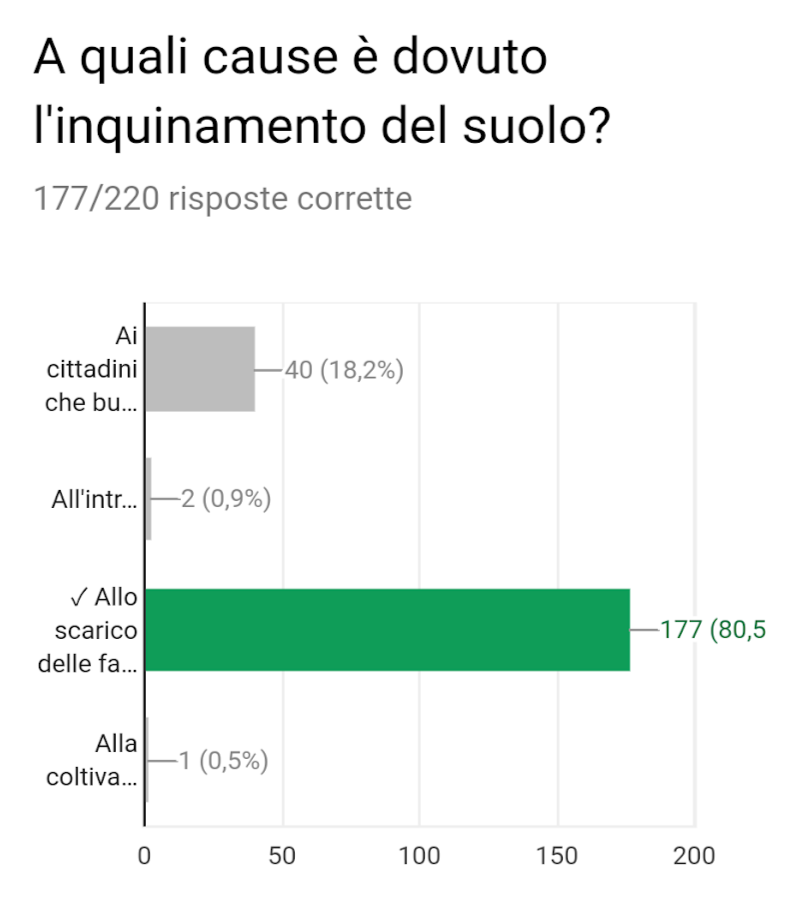 A quali cause è dovuto
l'inquinamento del suolo?
177/220 risposte corrette
Ai
cittadini
che bu...
40 (18,2%)
All'intr...
2 (0,9%)
✓ Allo
scarico
delle fa...
177 (80,5
Alla
coltiva...
1 (0,5%)
0 50 100 150 200